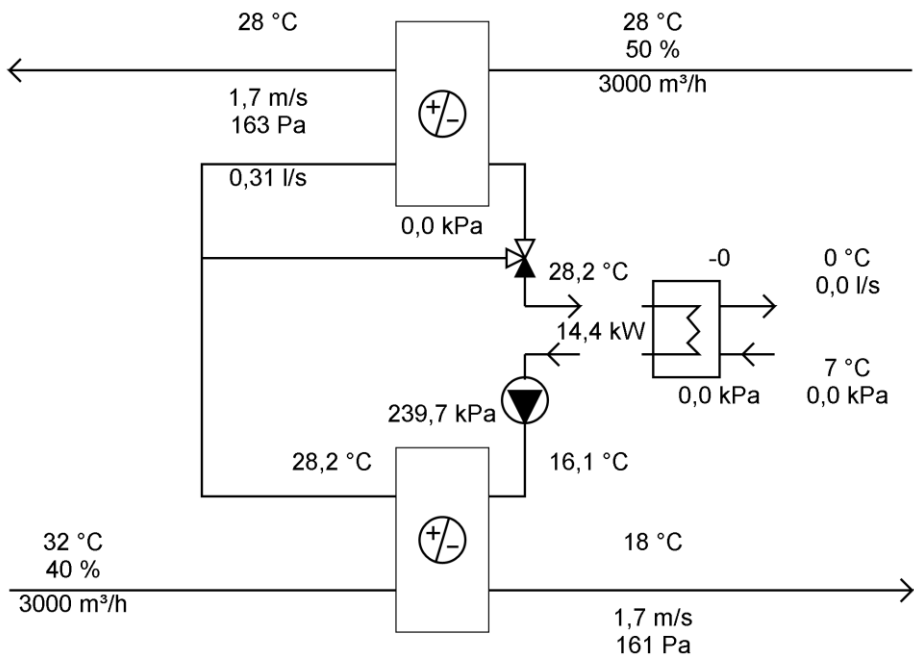 28 °C
28 °C
50 %
3000 m³/h
1,7 m/s
163 Pa
0,31 l/s
0,0 kPa
28,2 °C
-0
0 °C
0,0 l/s
14,4 kW
7 °C
0,0 kPa
0,0 kPa
239,7 kPa
28,2 °C
16,1 °C
32 °C
40 %
3000 m³/h
18 °C
1,7 m/s
161 Pa